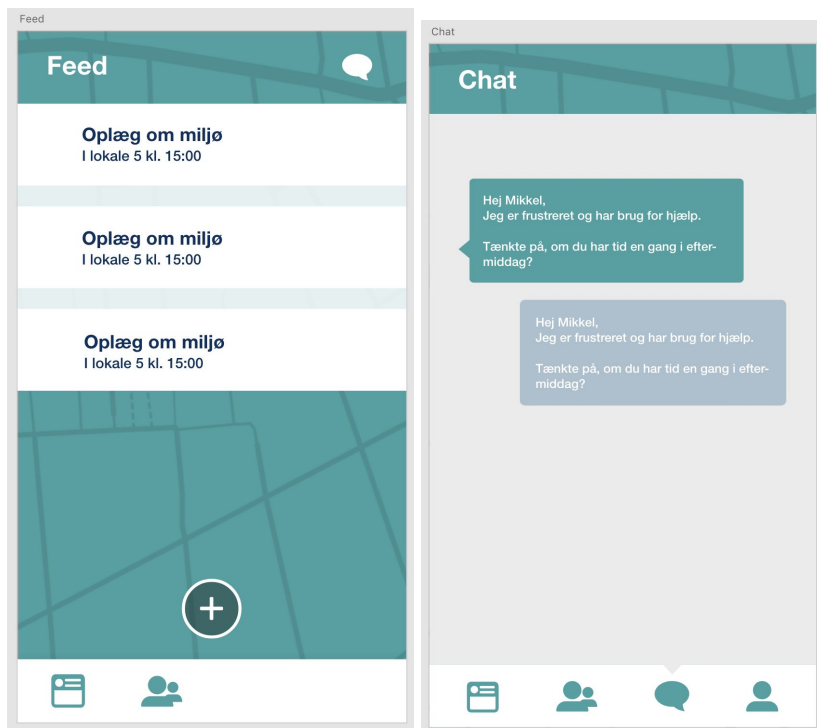 Feed
Feed
Oplæg om miljø
I lokale 5 kl. 15:00
Oplæg om miljø
I lokale 5 kl. 15:00
Oplæg om miljø
I lokale 5 kl. 15:00
Chat
Chat
Hej Mikkel,
Jeg er frustreret og har brug for hjælp.
Tænkte på, om du har tid en gang i efter-
middag?
Hej Mikkel,
Jeg er frustreret og har brug for hjælp.
Tænkte på, om du har tid en gang i efter-
middag?